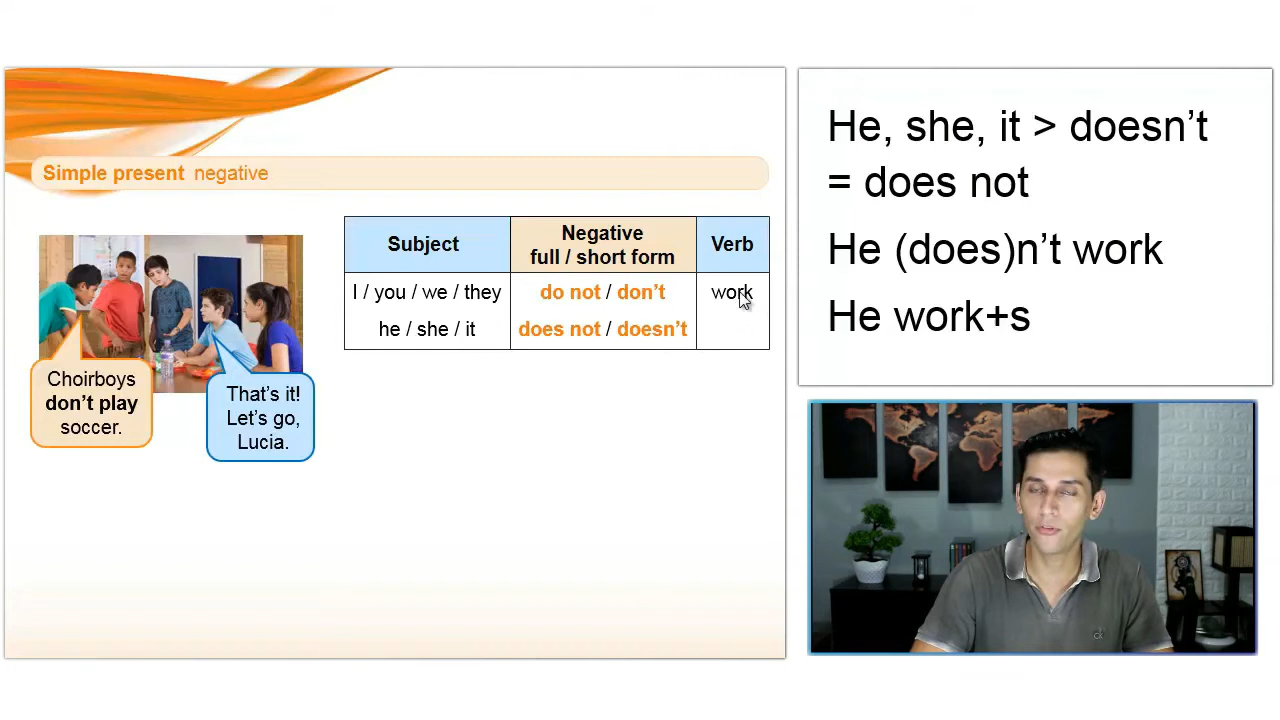 Simple present negative
Subject
Negative
full / short form
Verb
I / you / we / they
do not / don’t
work
he / she / it
does not / doesn’t
Choirboys
don’t play
soccer.
That’s it!
Let’s go,
Lucia.
He, she, it > doesn’t
= does not
He (does)n’t work
He work+s